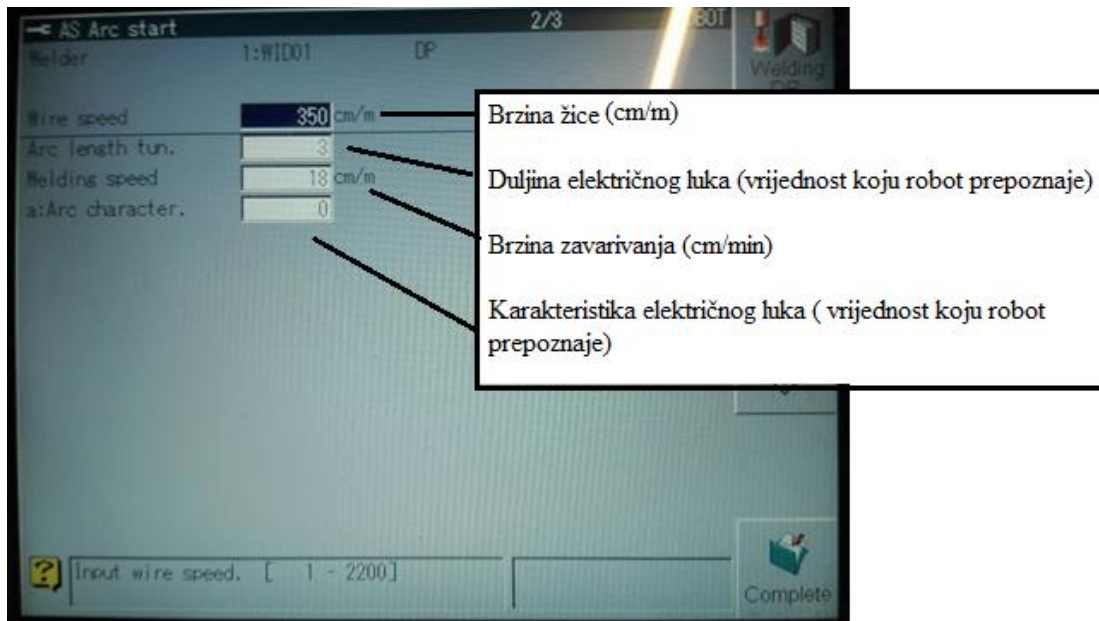 AS Arc start 2/3
Welder 1:WID01 DP
Welding
Wire speed 350 cm/m
Arc length tun. 3
Welding speed 18 cm/m
a:Arc character. 0
Brzina žice (cm/m)
Duljina električnog luka (vrijednost koju robot prepoznaje)
Brzina zavarivanja (cm/min)
Karakteristika električnog luka ( vrijednost koju robot
prepoznaje)
Input wire speed. [ 1 - 2200]
Complete